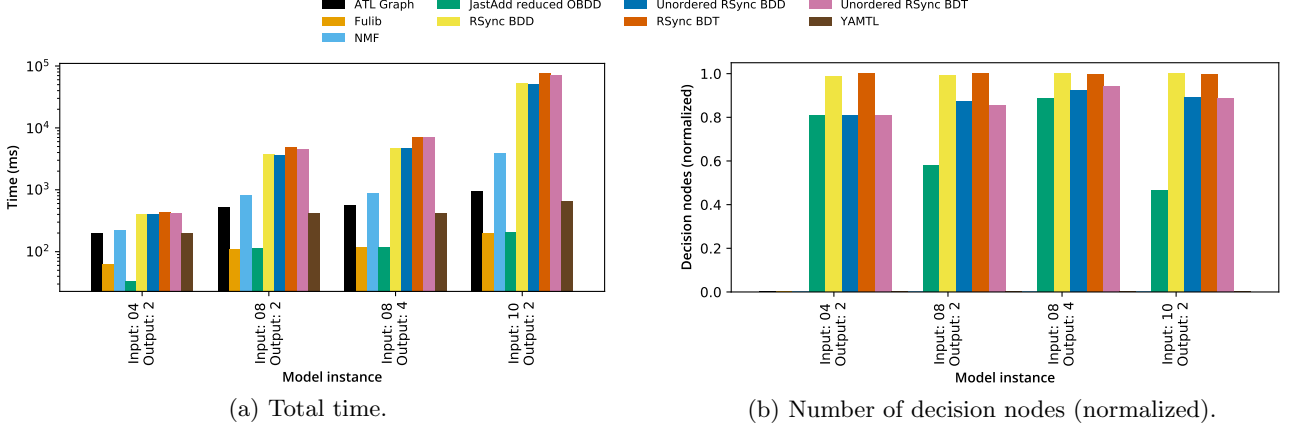 ATL Graph
Fulib
NMF
JastAdd reduced OBDD
RSync BDD
Unordered RSync BDD
RSync BDT
Unordered RSync BDT
YAMTL
Time (ms)
10^5
10^4
10^3
10^2
Input: 04
Output: 2
Input: 08
Output: 2
Input: 08
Output: 4
Input: 10
Output: 2
Model instance
(a) Total time.
Decision nodes (normalized)
1.0
0.8
0.6
0.4
0.2
0.0
Input: 04
Output: 2
Input: 08
Output: 2
Input: 08
Output: 4
Input: 10
Output: 2
Model instance
(b) Number of decision nodes (normalized).